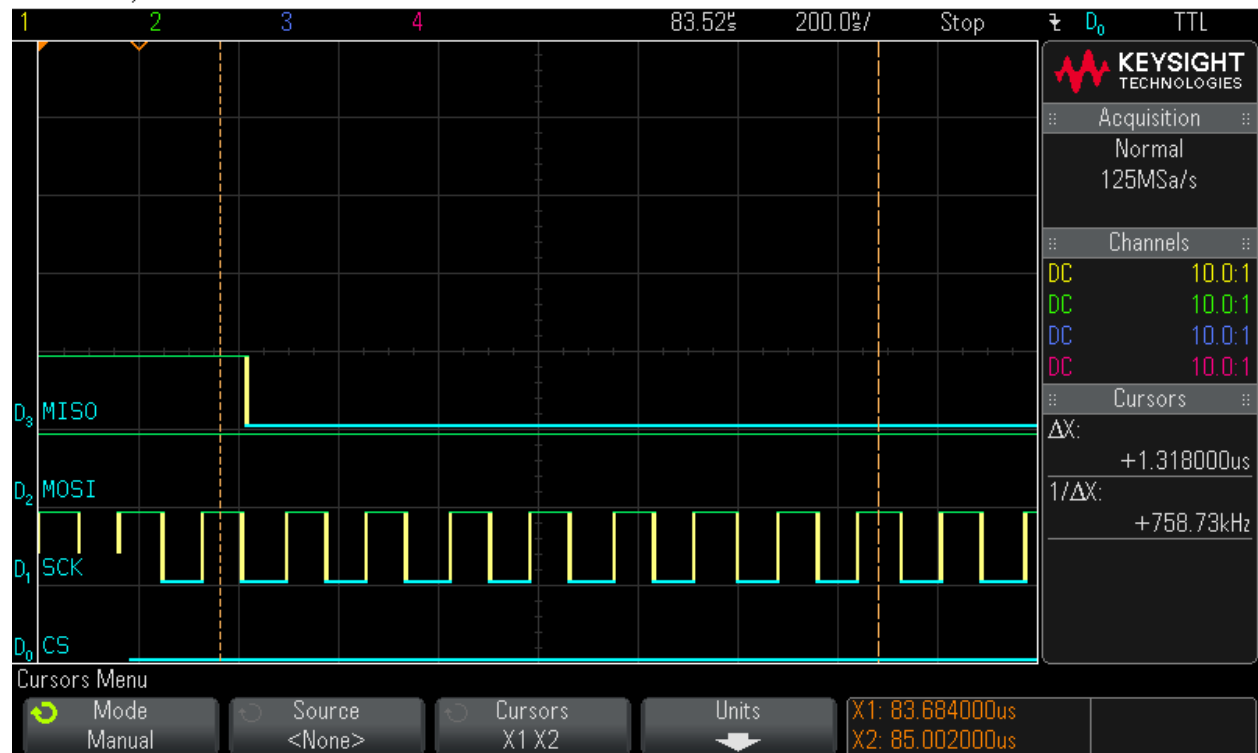 1 2 3 4 83.52us 200.0ns/ Stop D0 TTL
KEYSIGHT
TECHNOLOGIES
Acquisition
Normal
125MSa/s
Channels
DC 10.0:1
DC 10.0:1
DC 10.0:1
DC 10.0:1
Cursors
ΔX:
+1.318000us
1/ΔX:
+758.73kHz
D3 MISO
D2 MOSI
D1 SCK
D0 CS
Cursors Menu
Mode
Manual
Source
<None>
Cursors
X1 X2
Units
X1: 83.684000us
X2: 85.002000us